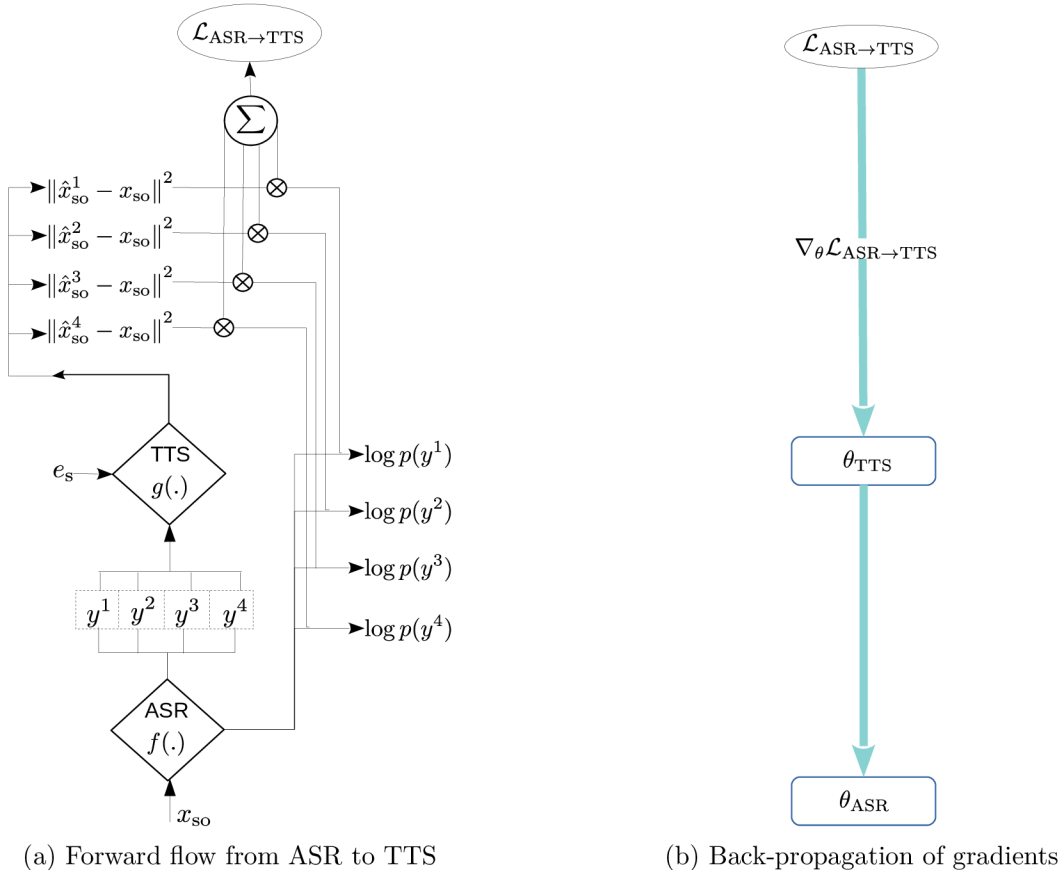 ℒ_ASR→TTS
∑
‖x̂¹_so − x_so‖²
‖x̂²_so − x_so‖²
‖x̂³_so − x_so‖²
‖x̂⁴_so − x_so‖²
TTS
g(.)
e_s
log p(y¹)
log p(y²)
log p(y³)
log p(y⁴)
y¹ y² y³ y⁴
ASR
f(.)
x_so
(a) Forward flow from ASR to TTS
ℒ_ASR→TTS
∇_θ ℒ_ASR→TTS
θ_TTS
θ_ASR
(b) Back-propagation of gradients